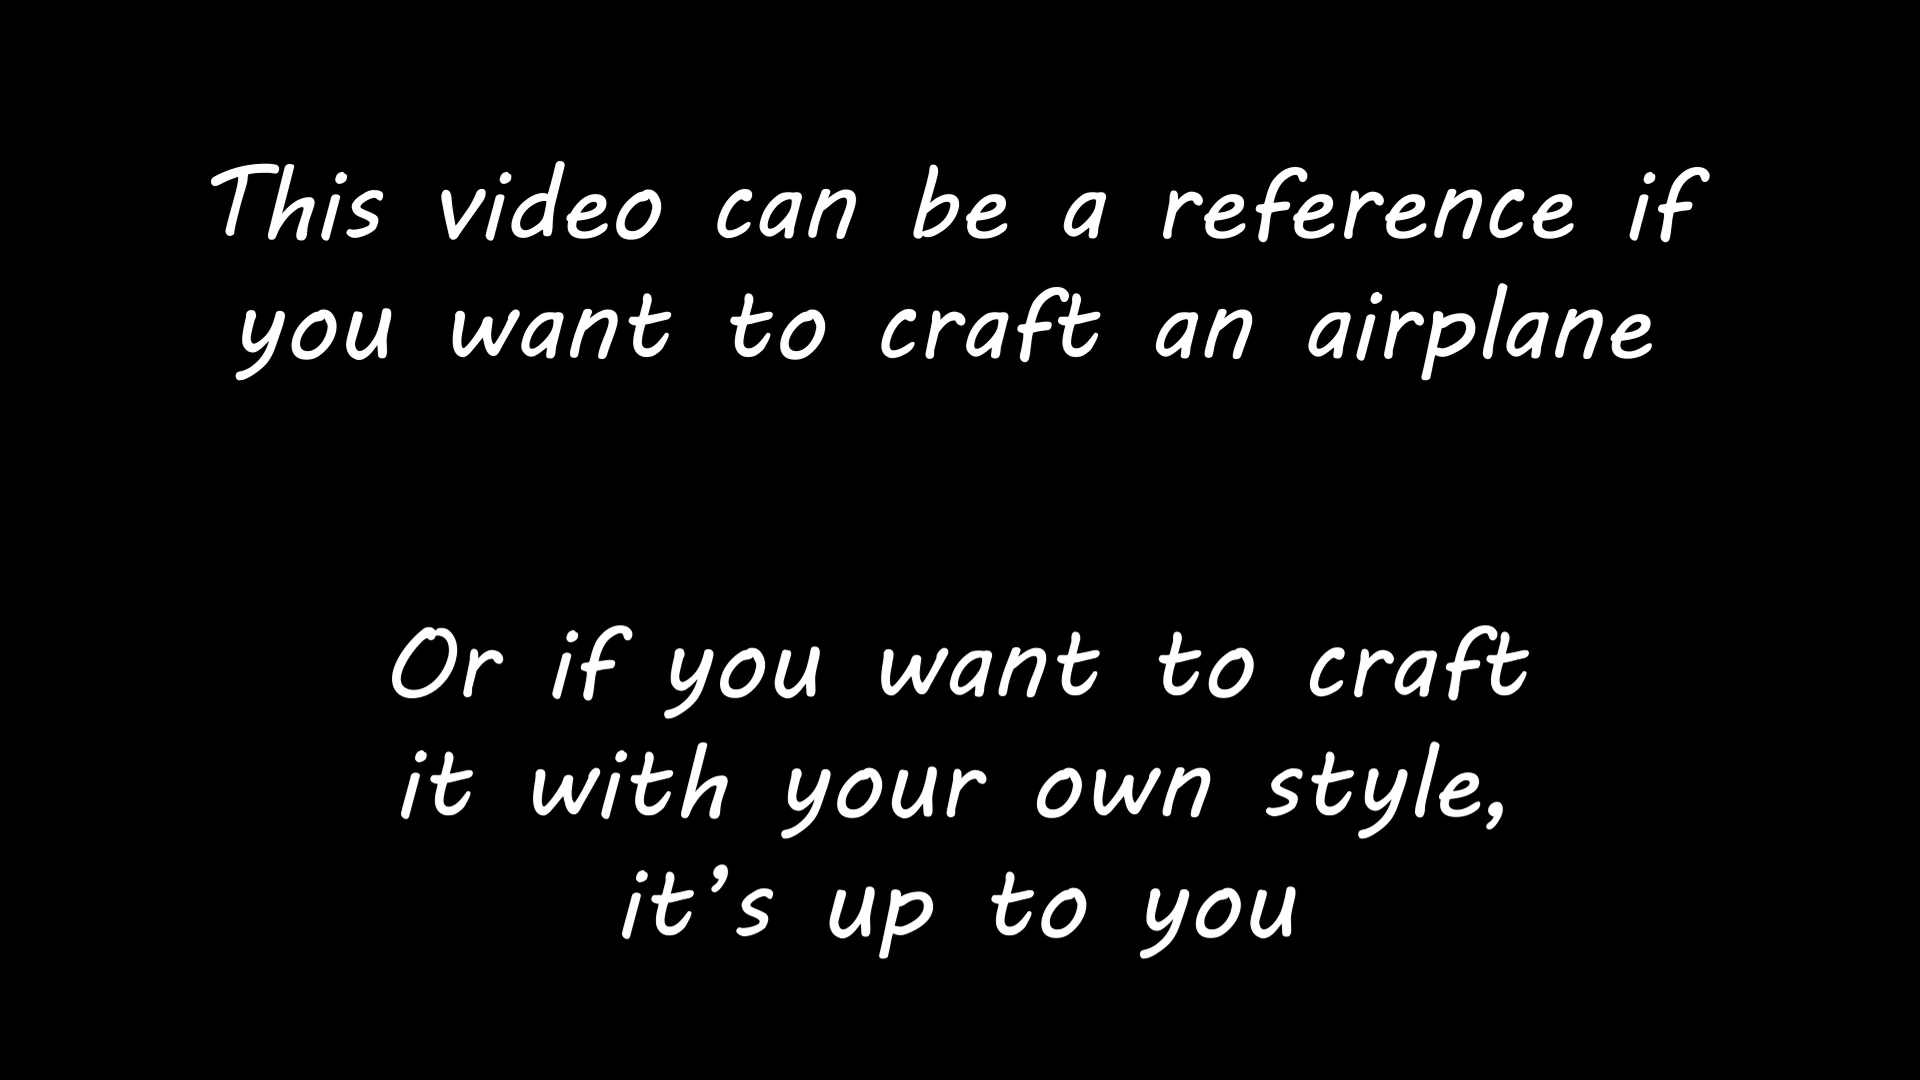 This video can be a reference if
you want to craft an airplane
Or if you want to craft
it with your own style,
it’s up to you